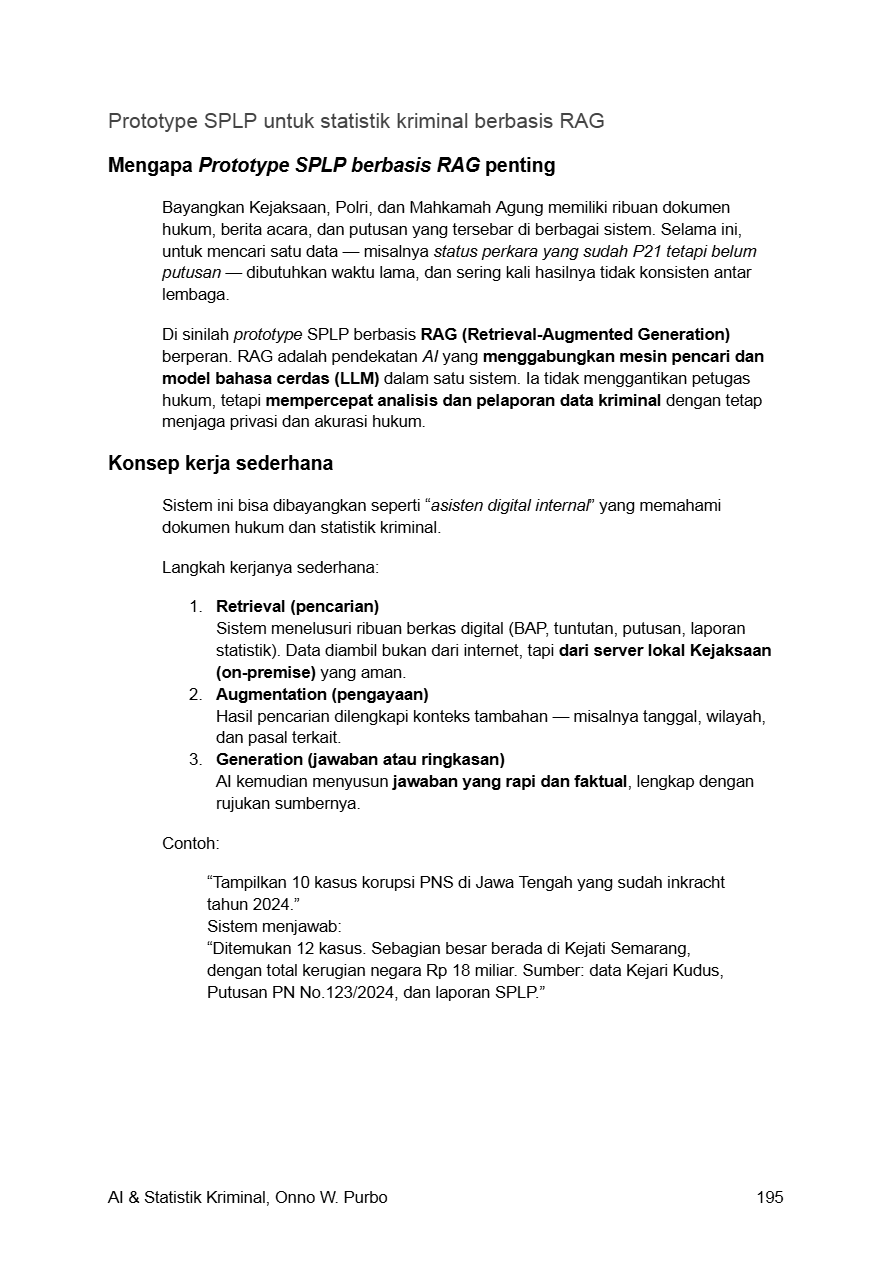 Prototype SPLP untuk statistik kriminal berbasis RAG
Mengapa Prototype SPLP berbasis RAG penting
Bayangkan Kejaksaan, Polri, dan Mahkamah Agung memiliki ribuan dokumen
hukum, berita acara, dan putusan yang tersebar di berbagai sistem. Selama ini,
untuk mencari satu data — misalnya status perkara yang sudah P21 tetapi belum
putusan — dibutuhkan waktu lama, dan sering kali hasilnya tidak konsisten antar
lembaga.
Di sinilah prototype SPLP berbasis RAG (Retrieval-Augmented Generation)
berperan. RAG adalah pendekatan AI yang menggabungkan mesin pencari dan
model bahasa cerdas (LLM) dalam satu sistem. Ia tidak menggantikan petugas
hukum, tetapi mempercepat analisis dan pelaporan data kriminal dengan tetap
menjaga privasi dan akurasi hukum.
Konsep kerja sederhana
Sistem ini bisa dibayangkan seperti “asisten digital internal” yang memahami
dokumen hukum dan statistik kriminal.
Langkah kerjanya sederhana:
1. Retrieval (pencarian)
Sistem menelusuri ribuan berkas digital (BAP, tuntutan, putusan, laporan
statistik). Data diambil bukan dari internet, tapi dari server lokal Kejaksaan
(on-premise) yang aman.
2. Augmentation (pengayaan)
Hasil pencarian dilengkapi konteks tambahan — misalnya tanggal, wilayah,
dan pasal terkait.
3. Generation (jawaban atau ringkasan)
AI kemudian menyusun jawaban yang rapi dan faktual, lengkap dengan
rujukan sumbernya.
Contoh:
“Tampilkan 10 kasus korupsi PNS di Jawa Tengah yang sudah inkracht
tahun 2024.”
Sistem menjawab:
“Ditemukan 12 kasus. Sebagian besar berada di Kejati Semarang,
dengan total kerugian negara Rp 18 miliar. Sumber: data Kejari Kudus,
Putusan PN No.123/2024, dan laporan SPLP.”
AI & Statistik Kriminal, Onno W. Purbo 195